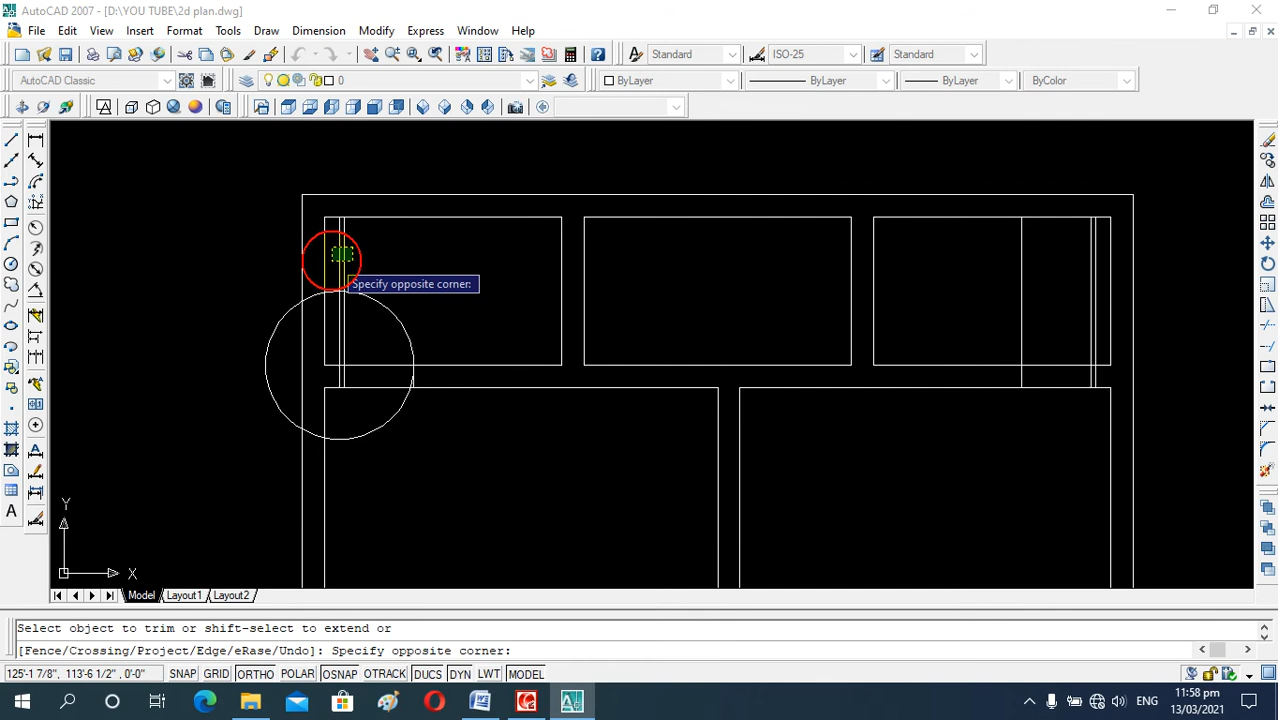 AutoCAD 2007 - [D:\YOU TUBE\2d plan.dwg]
File Edit View Insert Format Tools Draw Dimension Modify Express Window Help
Standard ISO-25 Standard
AutoCAD Classic 0 ByLayer ByLayer ByLayer ByColor
Specify opposite corner:
A
Y
X
Model Layout1 Layout2
Select object to trim or shift-select to extend or
[Fence/Crossing/Project/Edge/eRase/Undo]: Specify opposite corner:
125'-1 7/8", 113'-6 1/2", 0'-0" SNAP GRID ORTHO POLAR OSNAP OTRACK DUCS DYN LWT MODEL
ENG 11:58 pm
13/03/2021